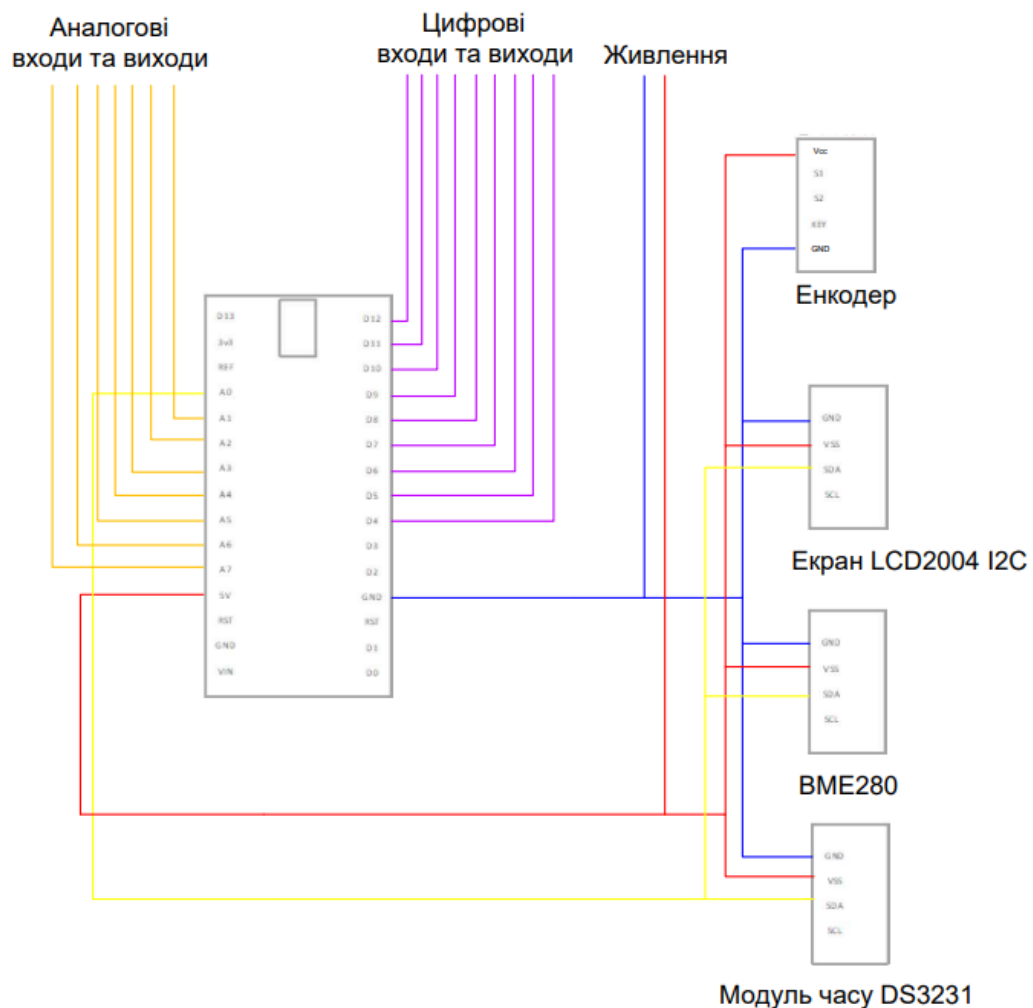 Аналогові
входи та виходи
Цифрові
входи та виходи
Живлення
Vcc
S1
S2
KEY
GND
Енкодер
D13
3v3
REF
A0
A1
A2
A3
A4
A5
A6
A7
5V
RST
GND
VIN
D12
D11
D10
D9
D8
D7
D6
D5
D4
D3
D2
GND
RST
D1
D0
GND
VSS
SDA
SCL
Екран LCD2004 I2C
GND
VSS
SDA
SCL
BME280
GND
VSS
SDA
SCL
Модуль часу DS3231